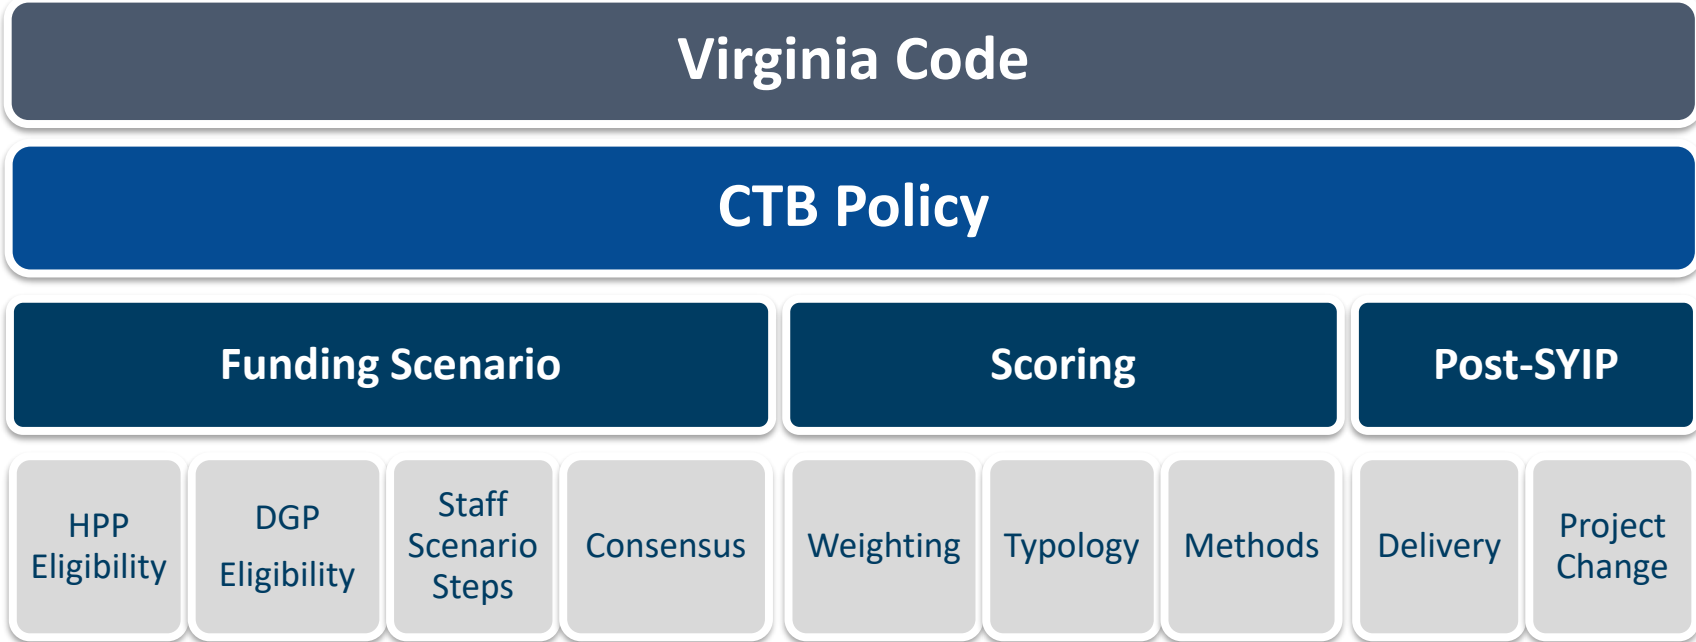 Virginia Code
CTB Policy
Funding Scenario
Scoring
Post-SYIP
HPP
Eligibility
DGP
Eligibility
Staff
Scenario
Steps
Consensus
Weighting
Typology
Methods
Delivery
Project
Change